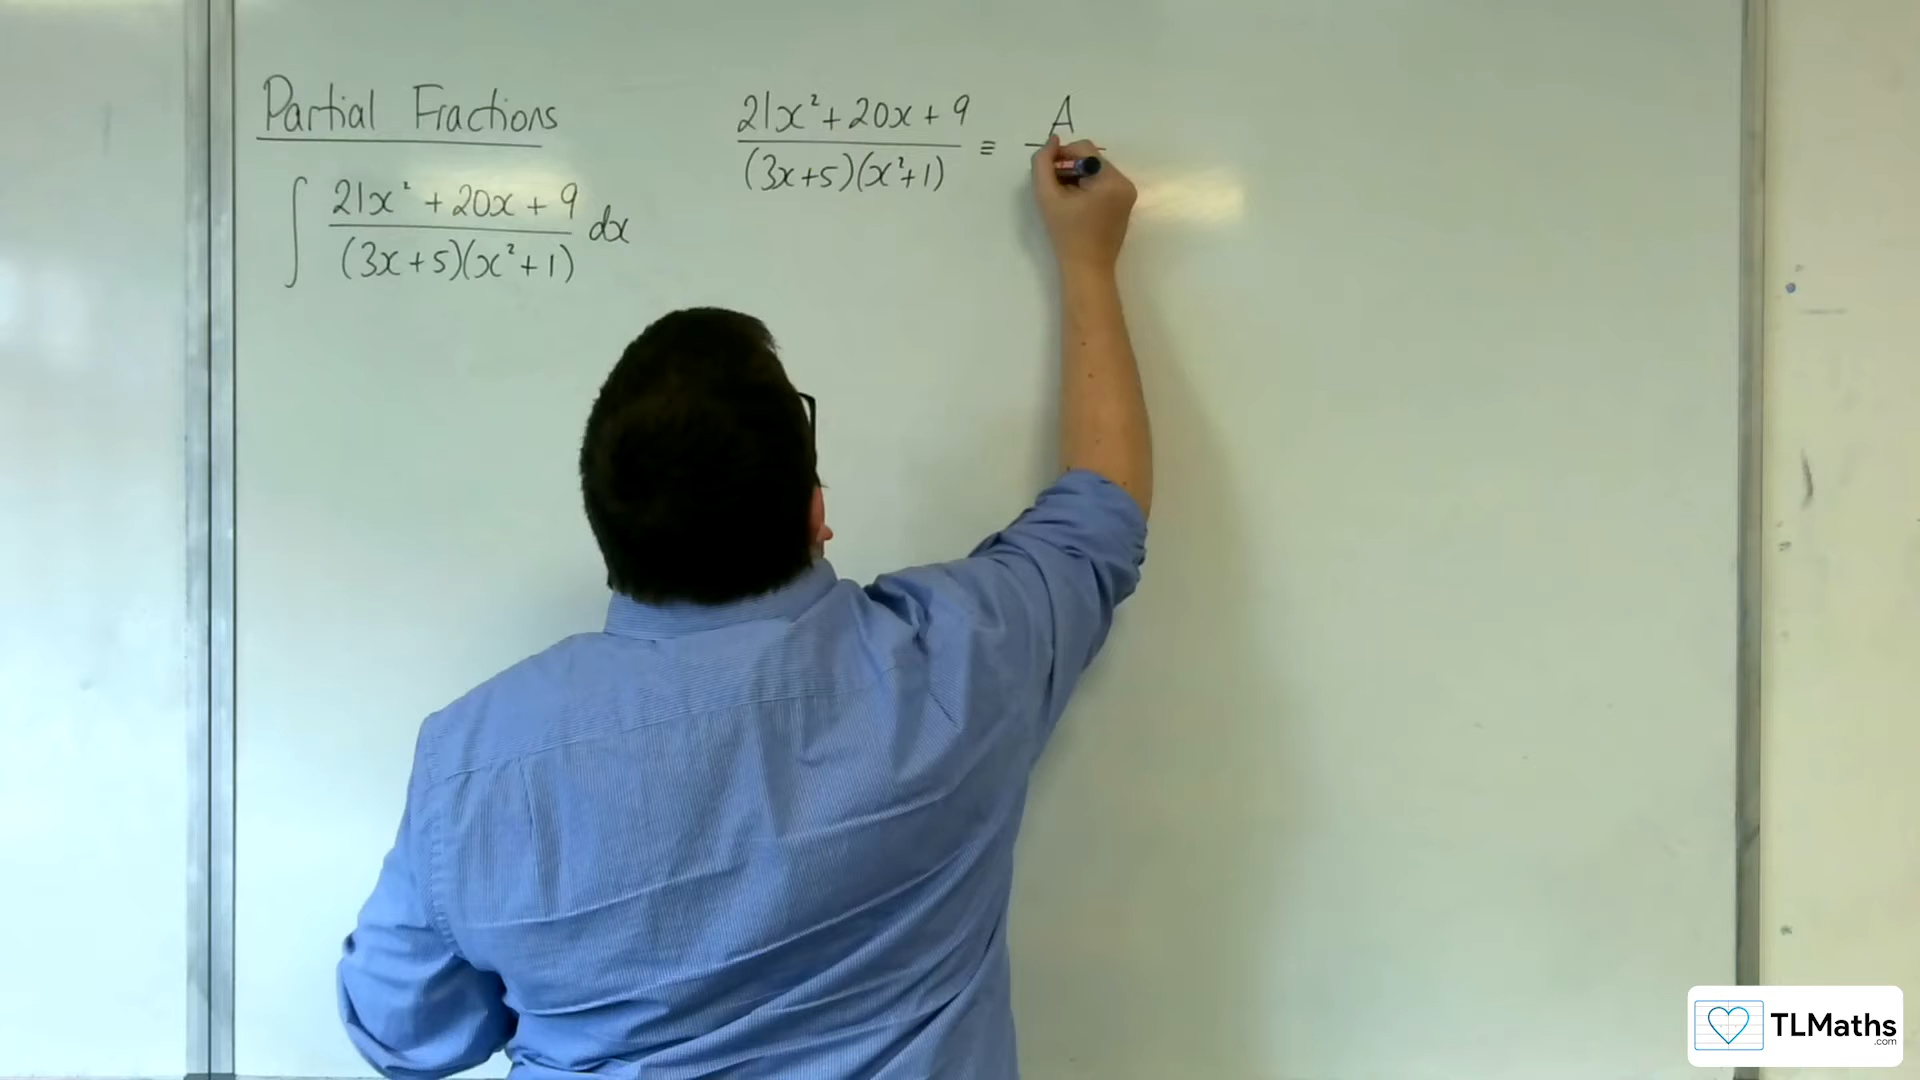 Partial Fractions
∫ 21x² + 20x + 9 / (3x+5)(x²+1) dx
21x² + 20x + 9 / (3x+5)(x²+1) ≡ A
TLMaths
.com